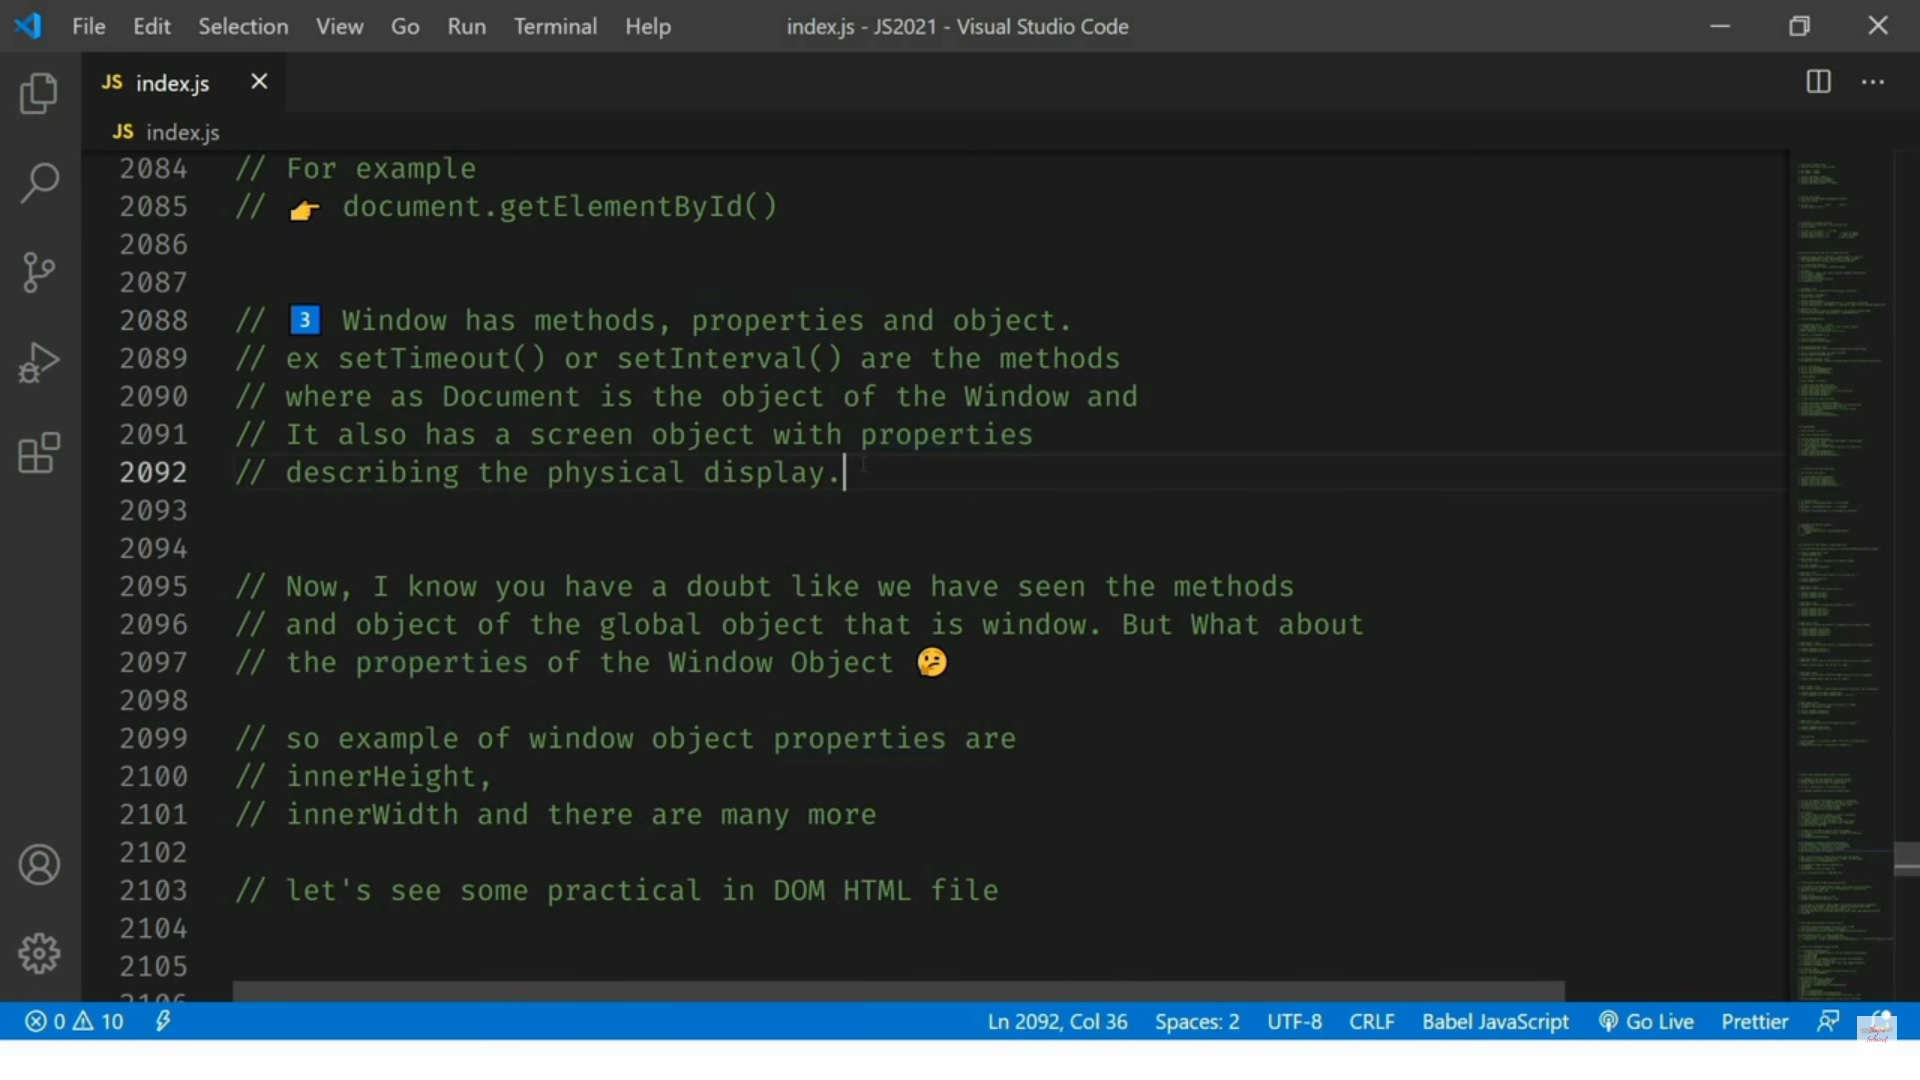 File Edit Selection View Go Run Terminal Help index.js - JS2021 - Visual Studio Code
JS index.js
JS index.js
2084 // For example
2085 // 👉 document.getElementById()
2086
2087
2088 // 3 Window has methods, properties and object.
2089 // ex setTimeout() or setInterval() are the methods
2090 // where as Document is the object of the Window and
2091 // It also has a screen object with properties
2092 // describing the physical display.
2093
2094
2095 // Now, I know you have a doubt like we have seen the methods
2096 // and object of the global object that is window. But What about
2097 // the properties of the Window Object 🤔
2098
2099 // so example of window object properties are
2100 // innerHeight,
2101 // innerWidth and there are many more
2102
2103 // let's see some practical in DOM HTML file
2104
2105
2106
0 10 Ln 2092, Col 36 Spaces: 2 UTF-8 CRLF Babel JavaScript Go Live Prettier